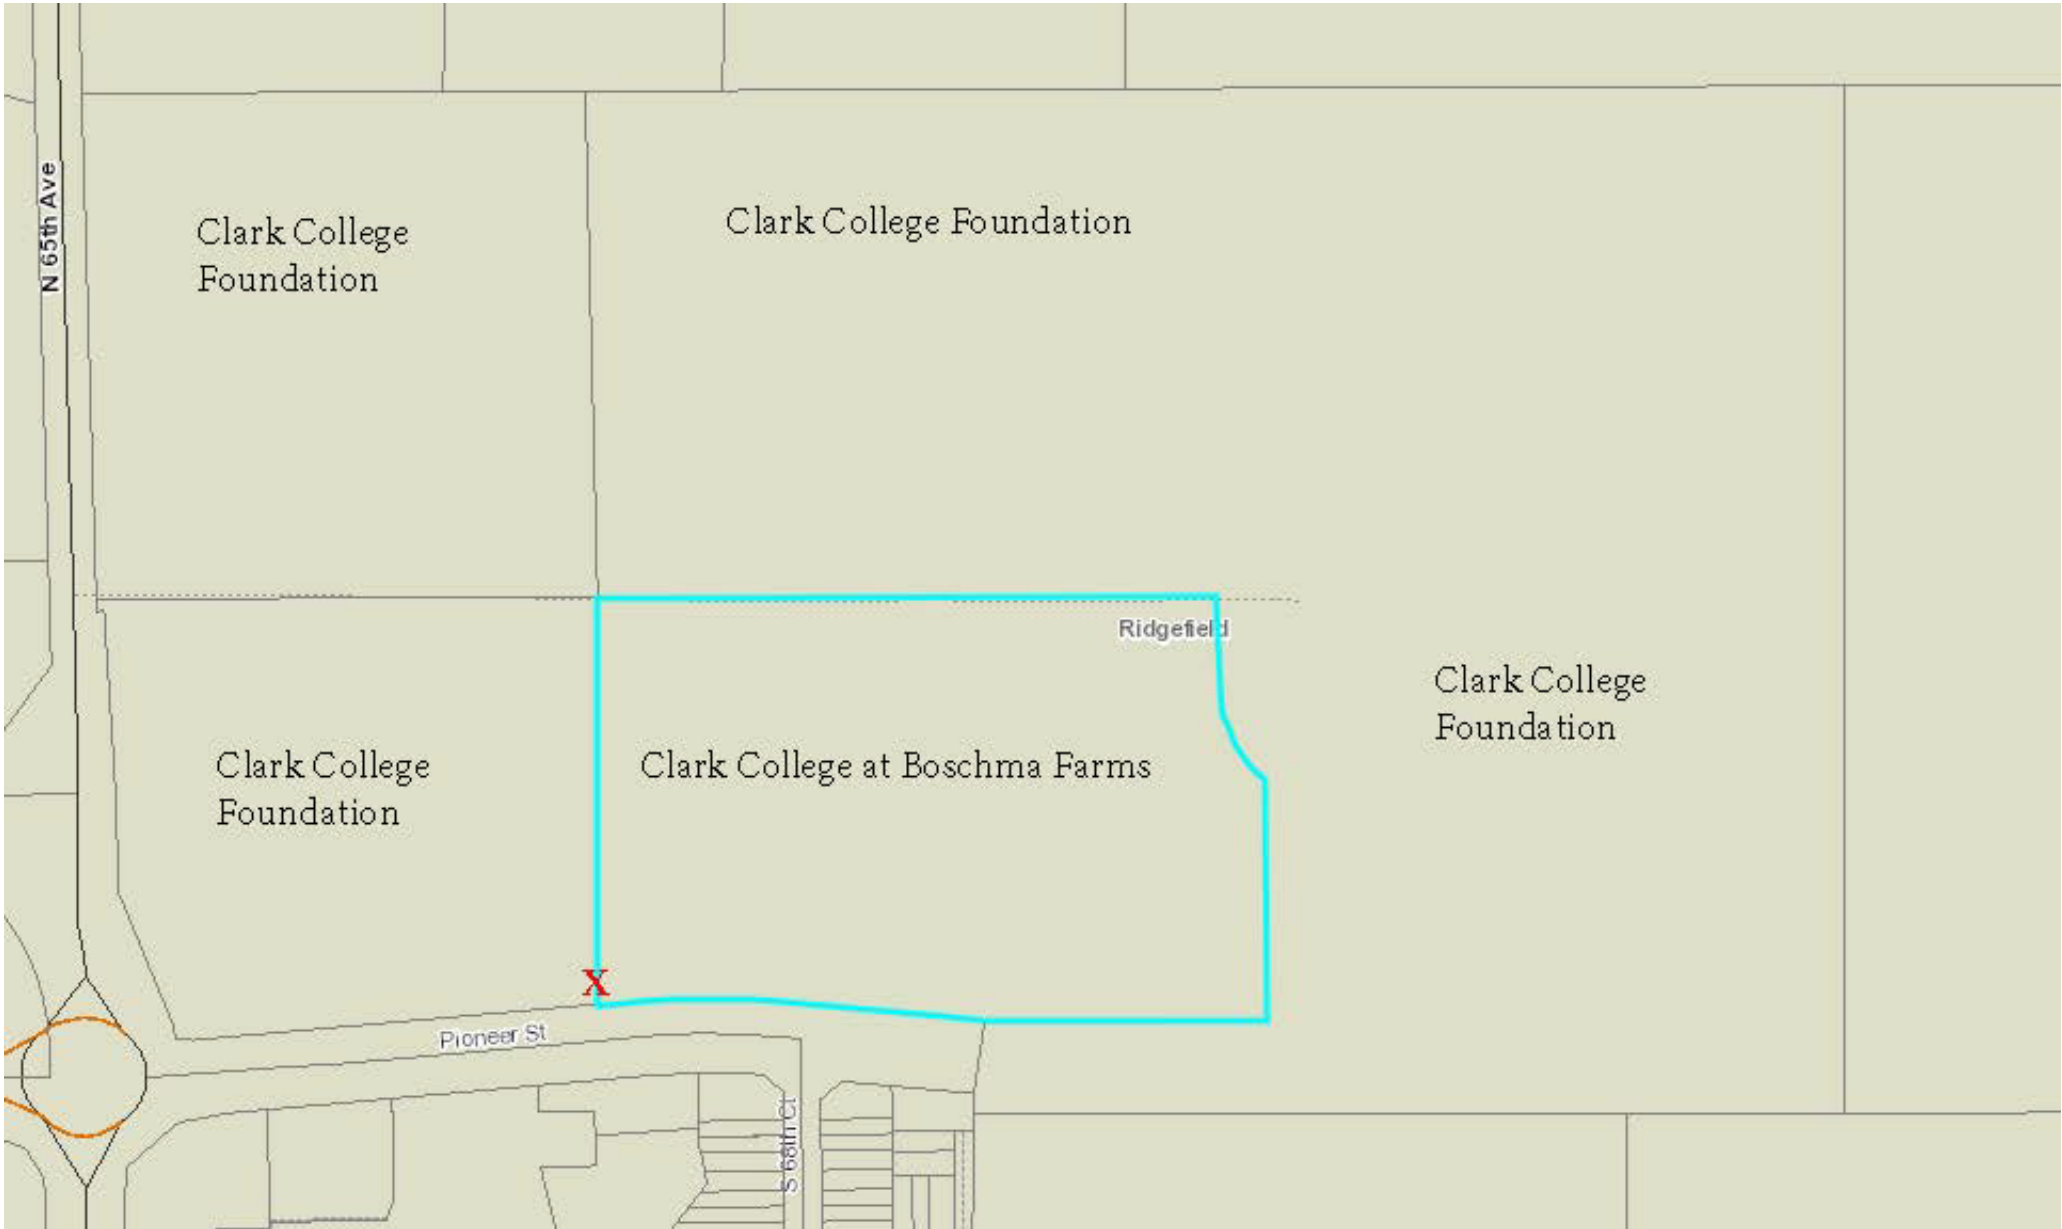 N 65th Ave
Clark College
Foundation
Clark College Foundation
Ridgefield
Clark College
Foundation
Clark College
Foundation
Clark College at Boschma Farms
X
Pioneer St
S 68th Ct